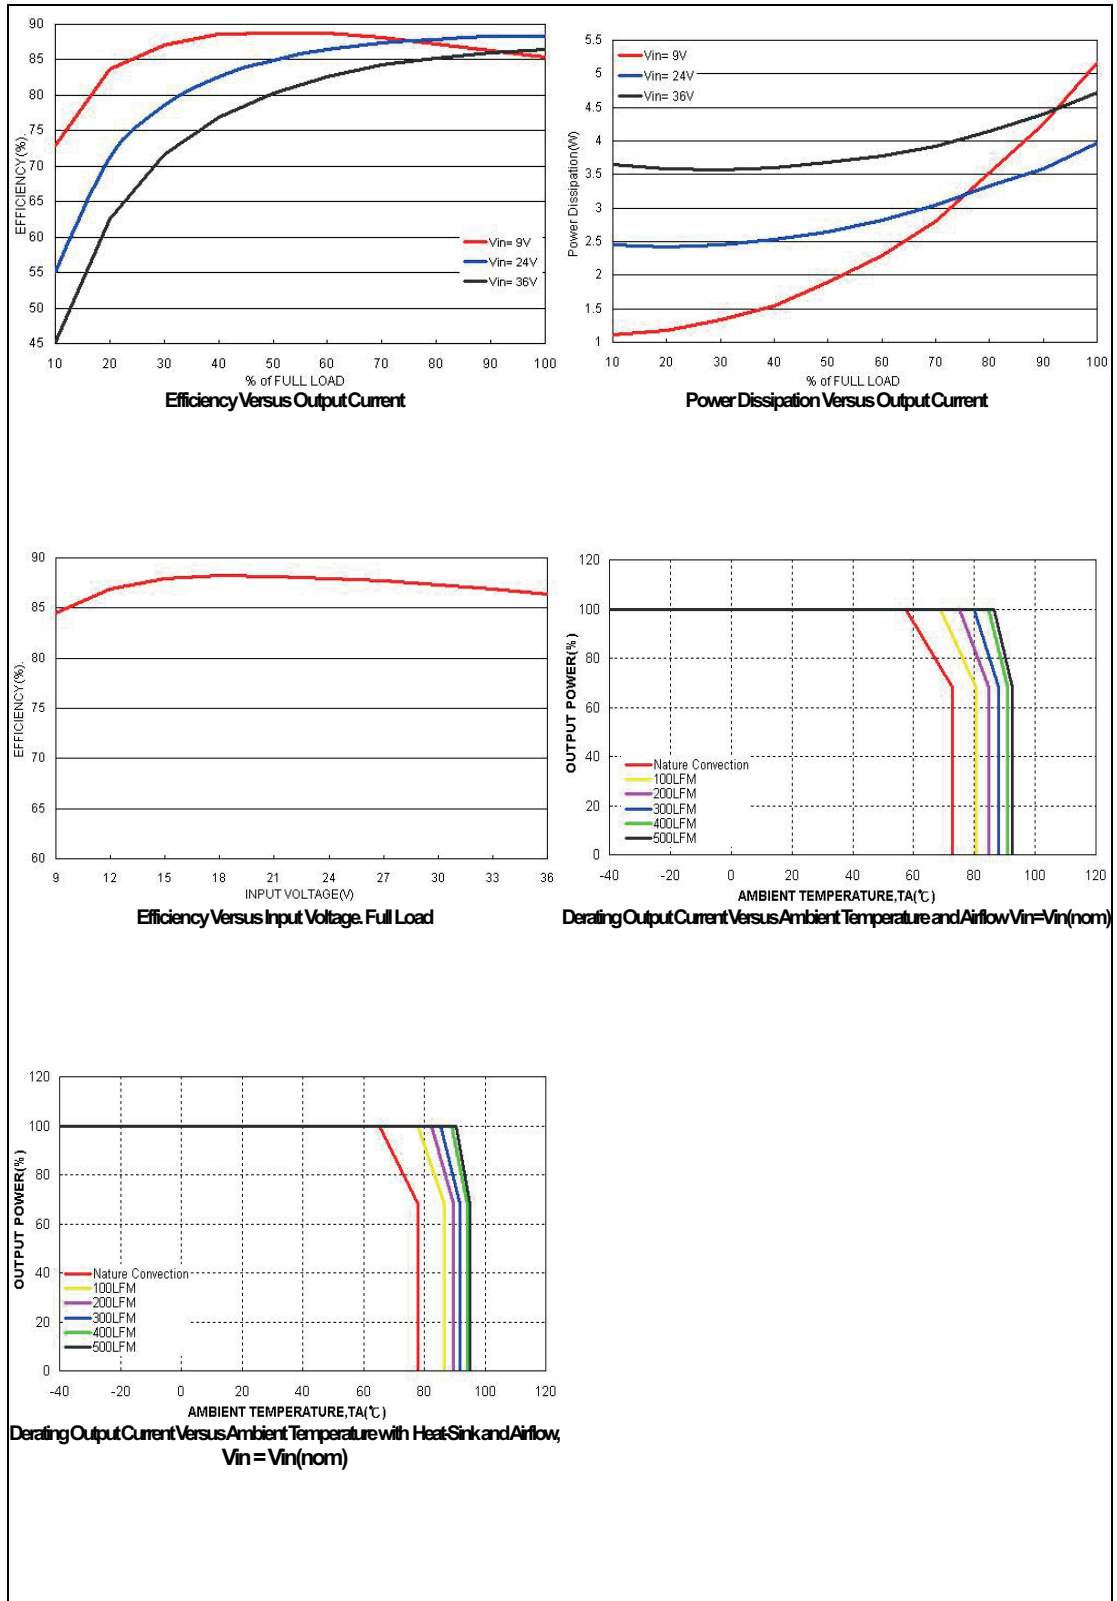 90
85
80
75
70
65
60
55
50
45
EFFICIENCY(%).
Vin= 9V
Vin= 24V
Vin= 36V
10 20 30 40 50 60 70 80 90 100
% of FULL LOAD
Efficiency Versus Output Current
5.5
5
4.5
4
3.5
3
2.5
2
1.5
1
Power Dissipation(W)
Vin= 9V
Vin= 24V
Vin= 36V
10 20 30 40 50 60 70 80 90 100
% of FULL LOAD
Power Dissipation Versus Output Current
90
85
80
75
70
65
60
EFFICIENCY(%).
9 12 15 18 21 24 27 30 33 36
INPUT VOLTAGE(V)
Efficiency Versus Input Voltage. Full Load
120
100
80
60
40
20
0
OUTPUT POWER(%)
Nature Convection
100LFM
200LFM
300LFM
400LFM
500LFM
-40 -20 0 20 40 60 80 100 120
AMBIENT TEMPERATURE,TA(℃)
Derating Output Current Versus Ambient Temperature and Airflow Vin=Vin(nom)
120
100
80
60
40
20
0
OUTPUT POWER(%)
Nature Convection
100LFM
200LFM
300LFM
400LFM
500LFM
-40 -20 0 20 40 60 80 100 120
AMBIENT TEMPERATURE,TA(℃)
Derating Output Current Versus Ambient Temperature with Heat-Sink and Airflow,
Vin = Vin(nom)